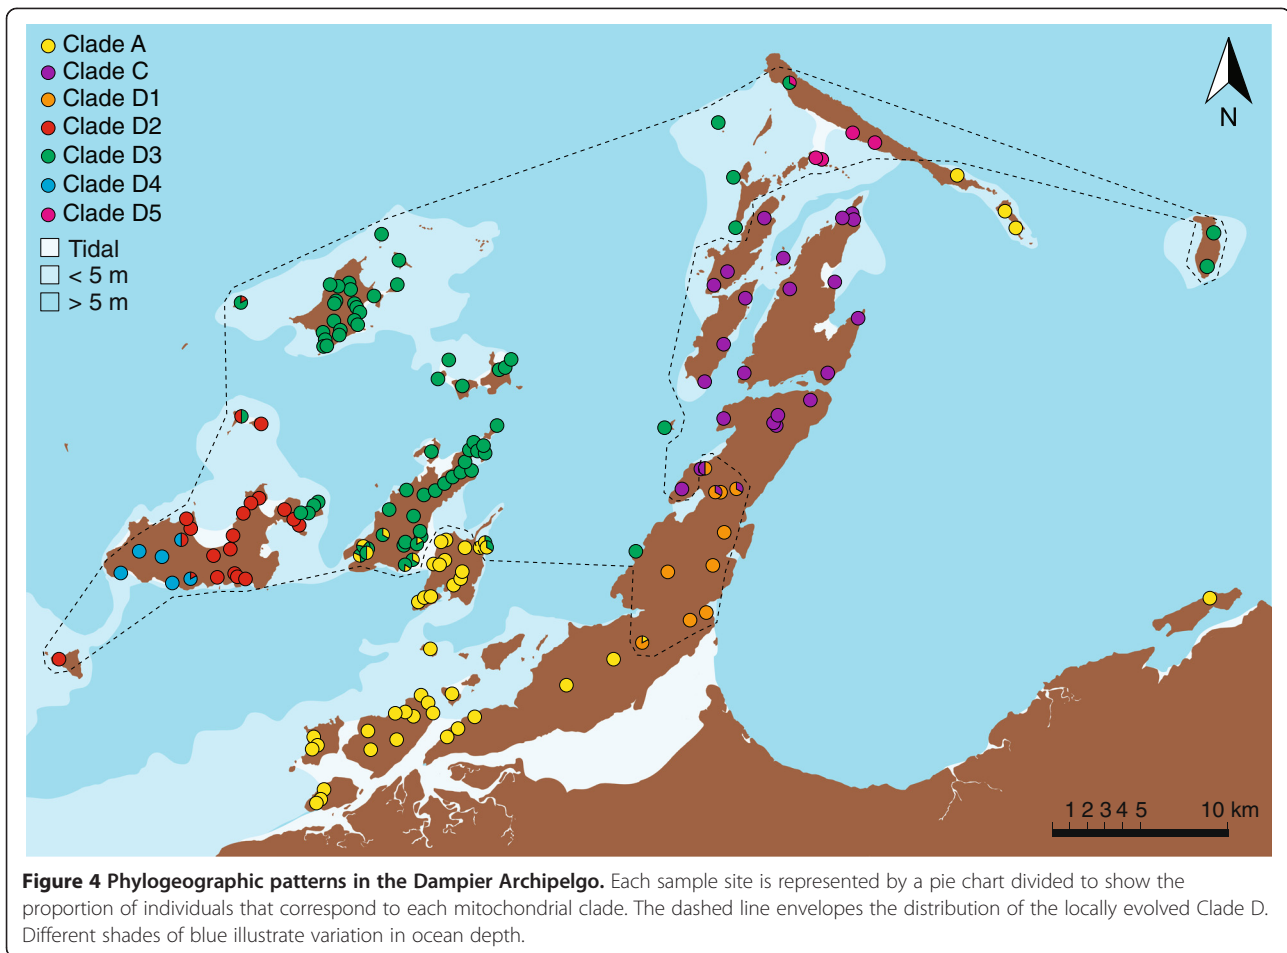 Clade A
Clade C
Clade D1
Clade D2
Clade D3
Clade D4
Clade D5
Tidal
< 5 m
> 5 m
N
1 2 3 4 5 10 km
Figure 4 Phylogeographic patterns in the Dampier Archipelgo. Each sample site is represented by a pie chart divided to show the
proportion of individuals that correspond to each mitochondrial clade. The dashed line envelopes the distribution of the locally evolved Clade D.
Different shades of blue illustrate variation in ocean depth.